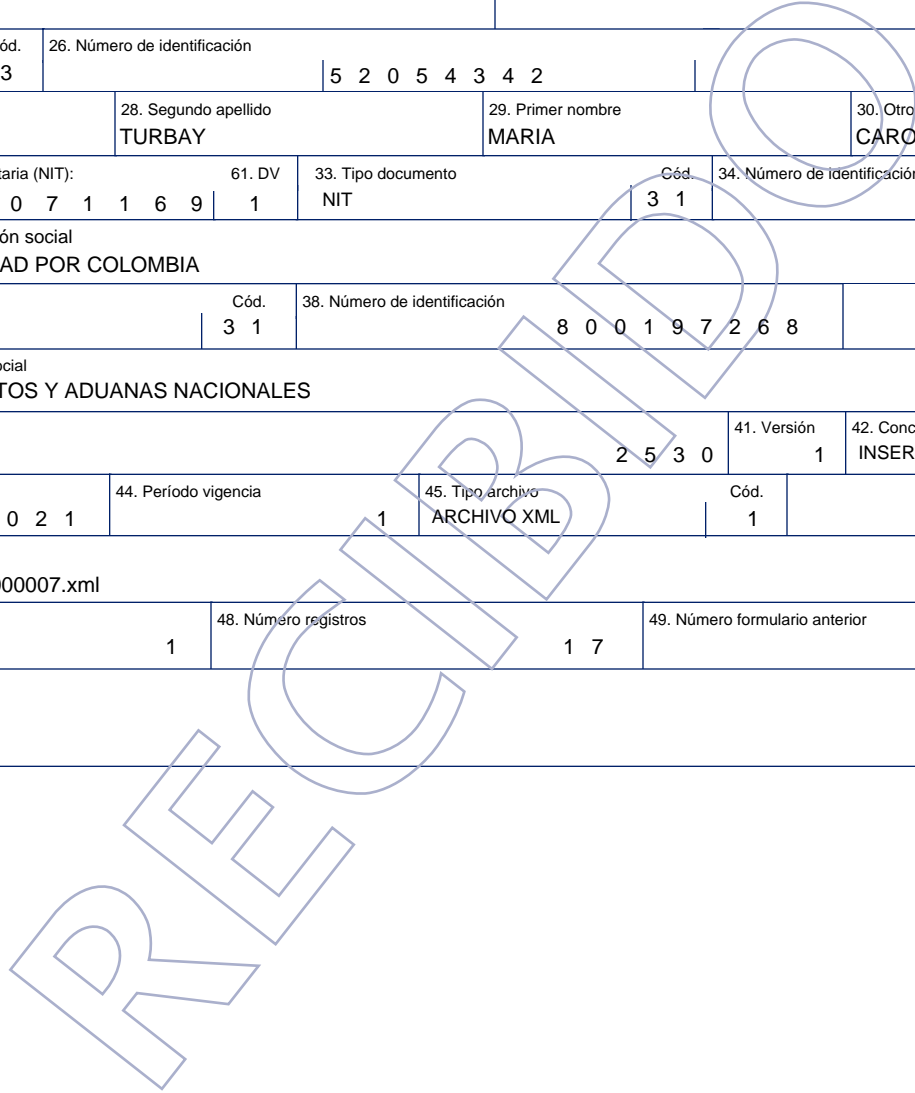 ód. 26. Número de identificación
3 5 2 0 5 4 3 4 2
28. Segundo apellido 29. Primer nombre 30. Otro
TURBAY MARIA CARO
taria (NIT): 61. DV 33. Tipo documento Cód. 34. Número de identificación
0 7 1 1 6 9 1 NIT 3 1
ón social
AD POR COLOMBIA
Cód. 38. Número de identificación
3 1 8 0 0 1 9 7 2 6 8
ocial
TOS Y ADUANAS NACIONALES
41. Versión 42. Conc
2 5 3 0 1 INSER
44. Período vigencia 45. Tipo archivo Cód.
0 2 1 1 ARCHIVO XML 1
000007.xml
48. Número registros 49. Número formulario anterior
1 1 7
RECIBIDO